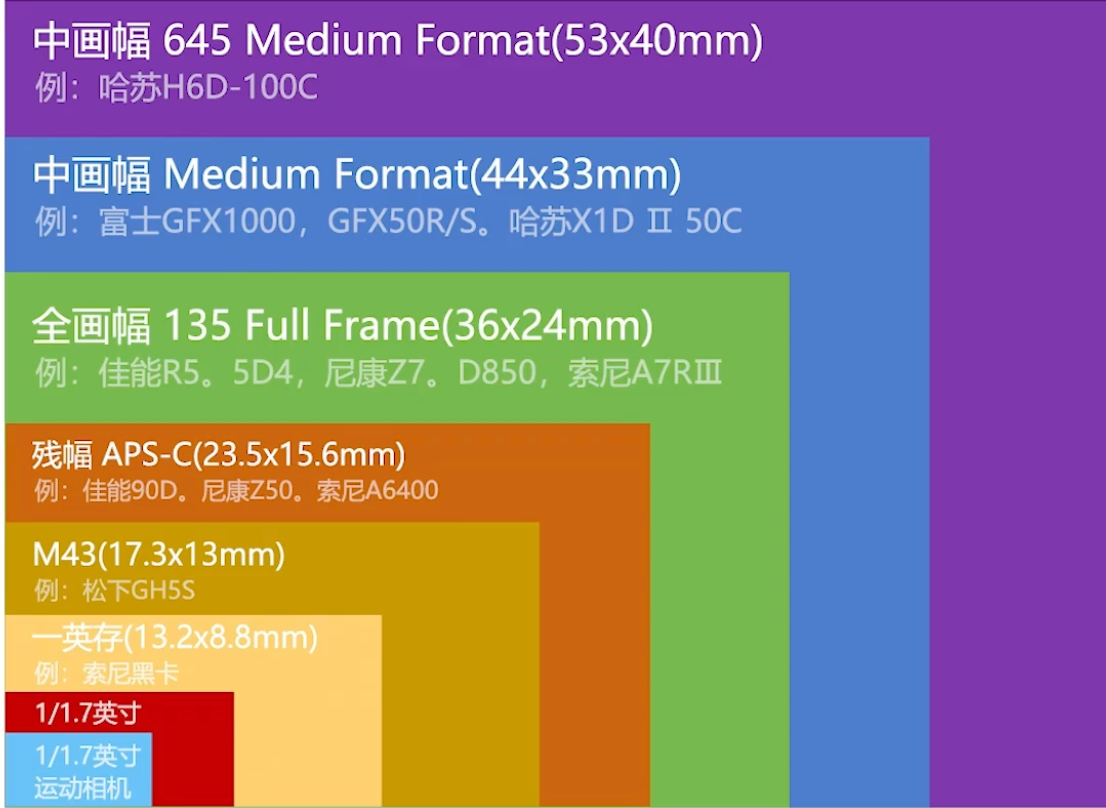 中画幅 645 Medium Format(53x40mm)
例：哈苏H6D-100C
中画幅 Medium Format(44x33mm)
例：富士GFX1000，GFX50R/S。哈苏X1D Ⅱ 50C
全画幅 135 Full Frame(36x24mm)
例：佳能R5。5D4，尼康Z7。D850，索尼A7RⅢ
残幅 APS-C(23.5x15.6mm)
例：佳能90D。尼康Z50。索尼A6400
M43(17.3x13mm)
例：松下GH5S
一英存(13.2x8.8mm)
例：索尼黑卡
1/1.7英寸
1/1.7英寸
运动相机